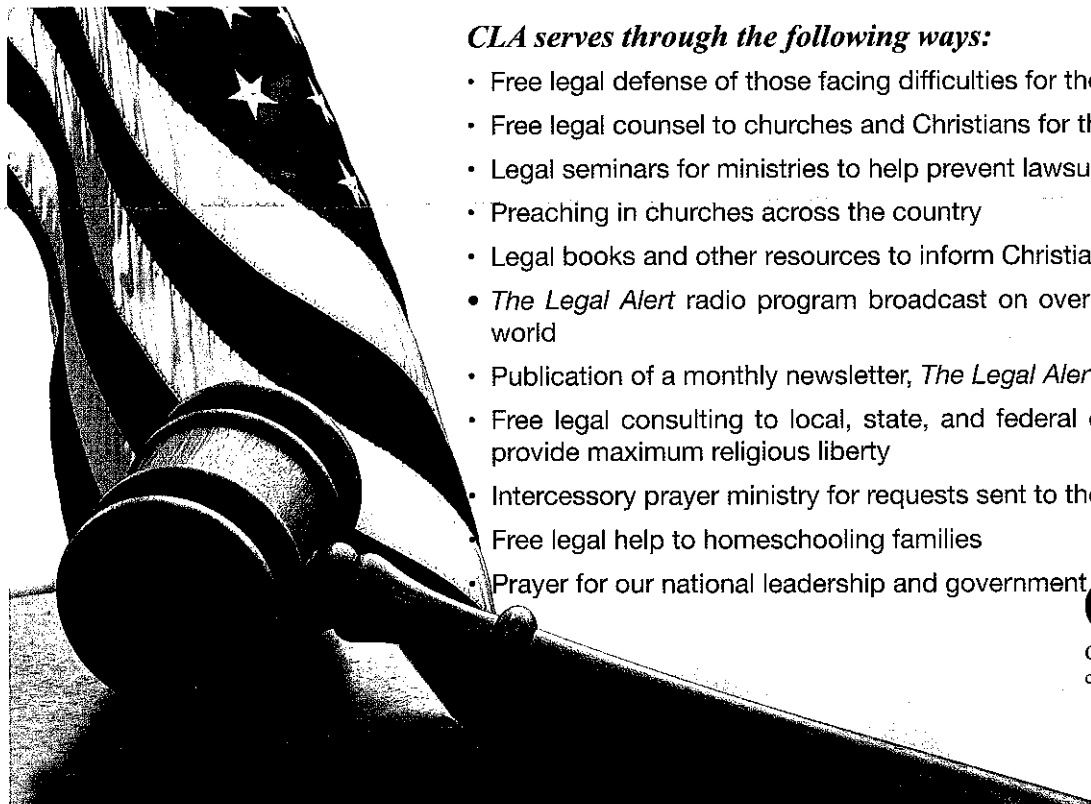 CLA serves through the following ways:
• Free legal defense of those facing difficulties for the
• Free legal counsel to churches and Christians for th
• Legal seminars for ministries to help prevent lawsu
• Preaching in churches across the country
• Legal books and other resources to inform Christia
• The Legal Alert radio program broadcast on over
world
• Publication of a monthly newsletter, The Legal Aler
• Free legal consulting to local, state, and federal
provide maximum religious liberty
• Intercessory prayer ministry for requests sent to the
• Free legal help to homeschooling families
• Prayer for our national leadership and government